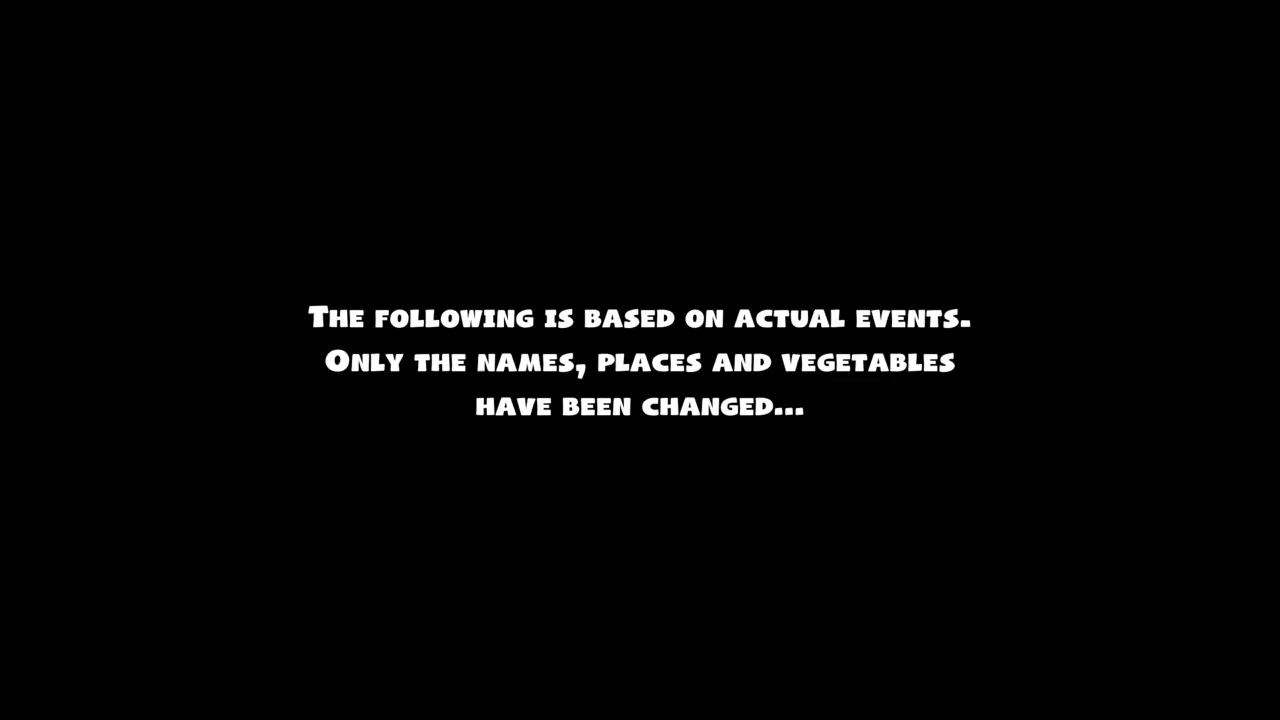 The following is based on actual events.
Only the names, places and vegetables
have been changed...